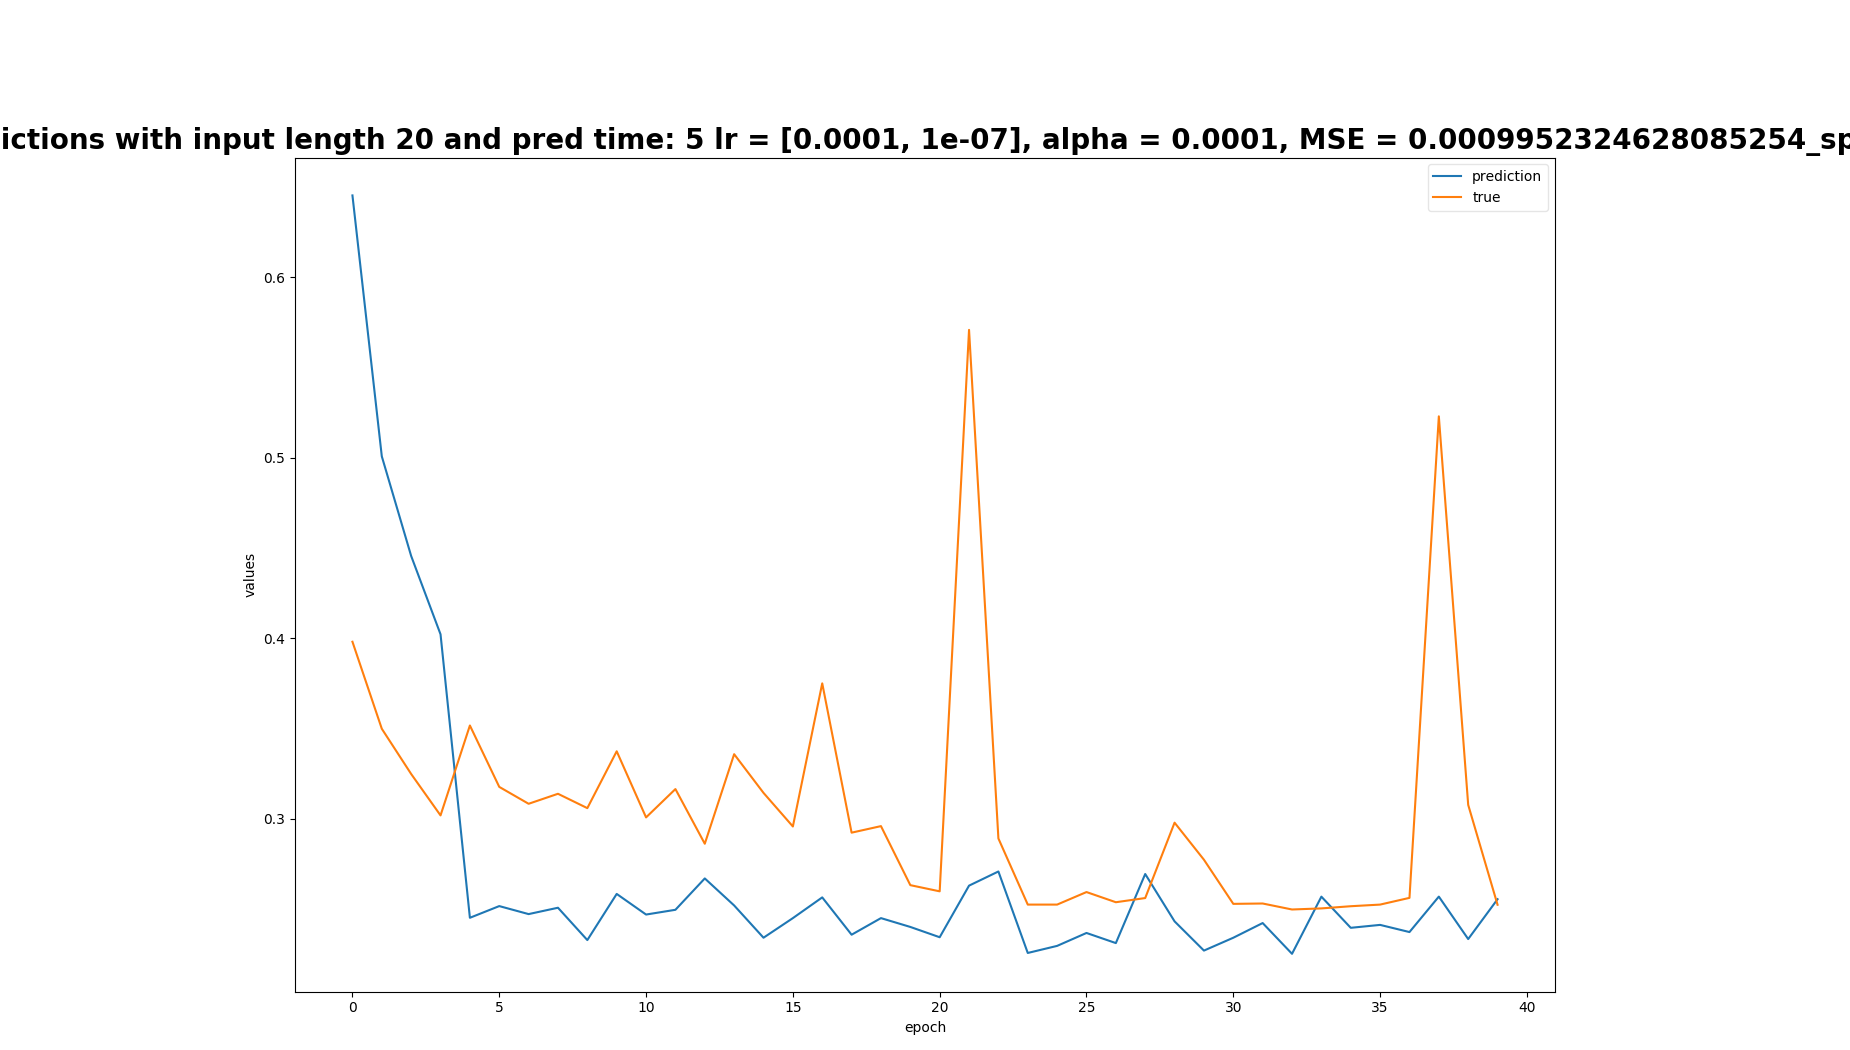 ictions with input length 20 and pred time: 5 lr = [0.0001, 1e-07], alpha = 0.0001, MSE = 0.0009952324628085254_sp
prediction
true
0.6
0.5
0.4
0.3
values
0 5 10 15 20 25 30 35 40
epoch